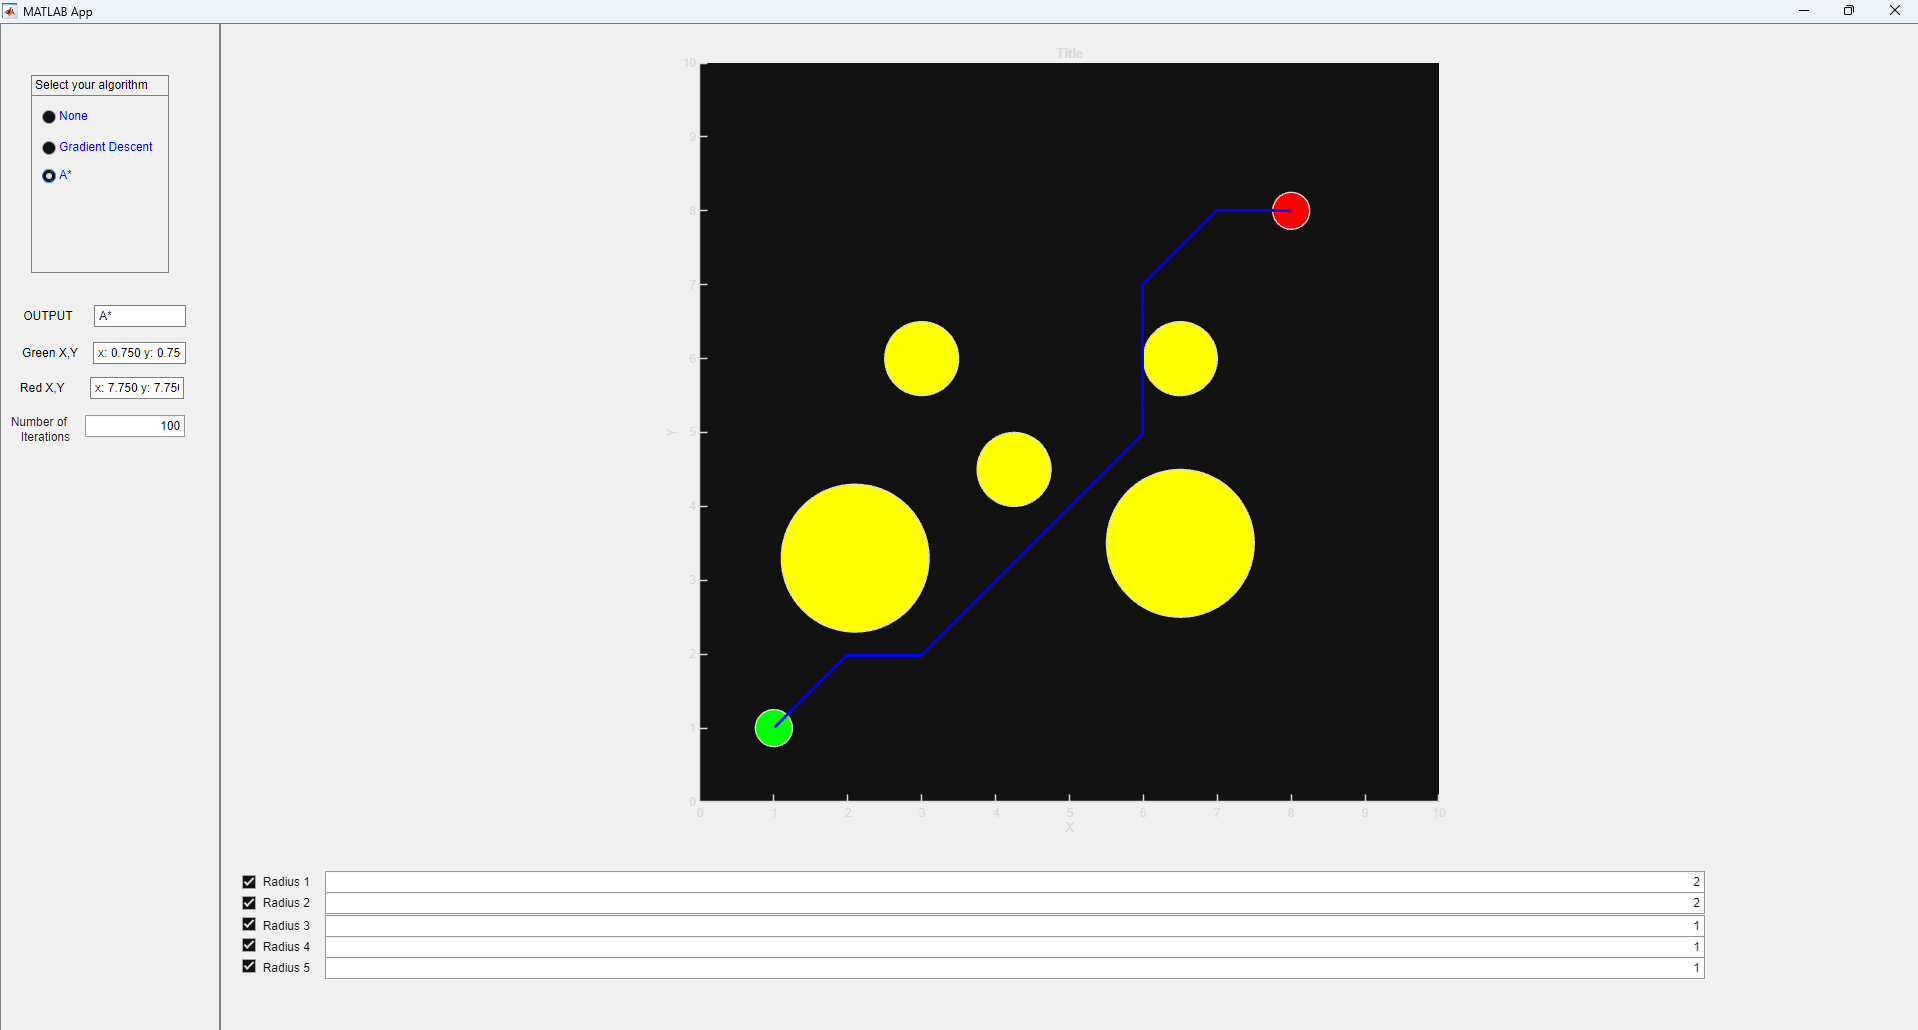 MATLAB App
Select your algorithm
None
Gradient Descent
A*
OUTPUT A*
Green X,Y x: 0.750 y: 0.75
Red X,Y x: 7.750 y: 7.75
Number of
Iterations 100
Title
10
9
8
7
6
5
4
3
2
1
0
Y
0 1 2 3 4 5 6 7 8 9 10
X
Radius 1 2
Radius 2 2
Radius 3 1
Radius 4 1
Radius 5 1